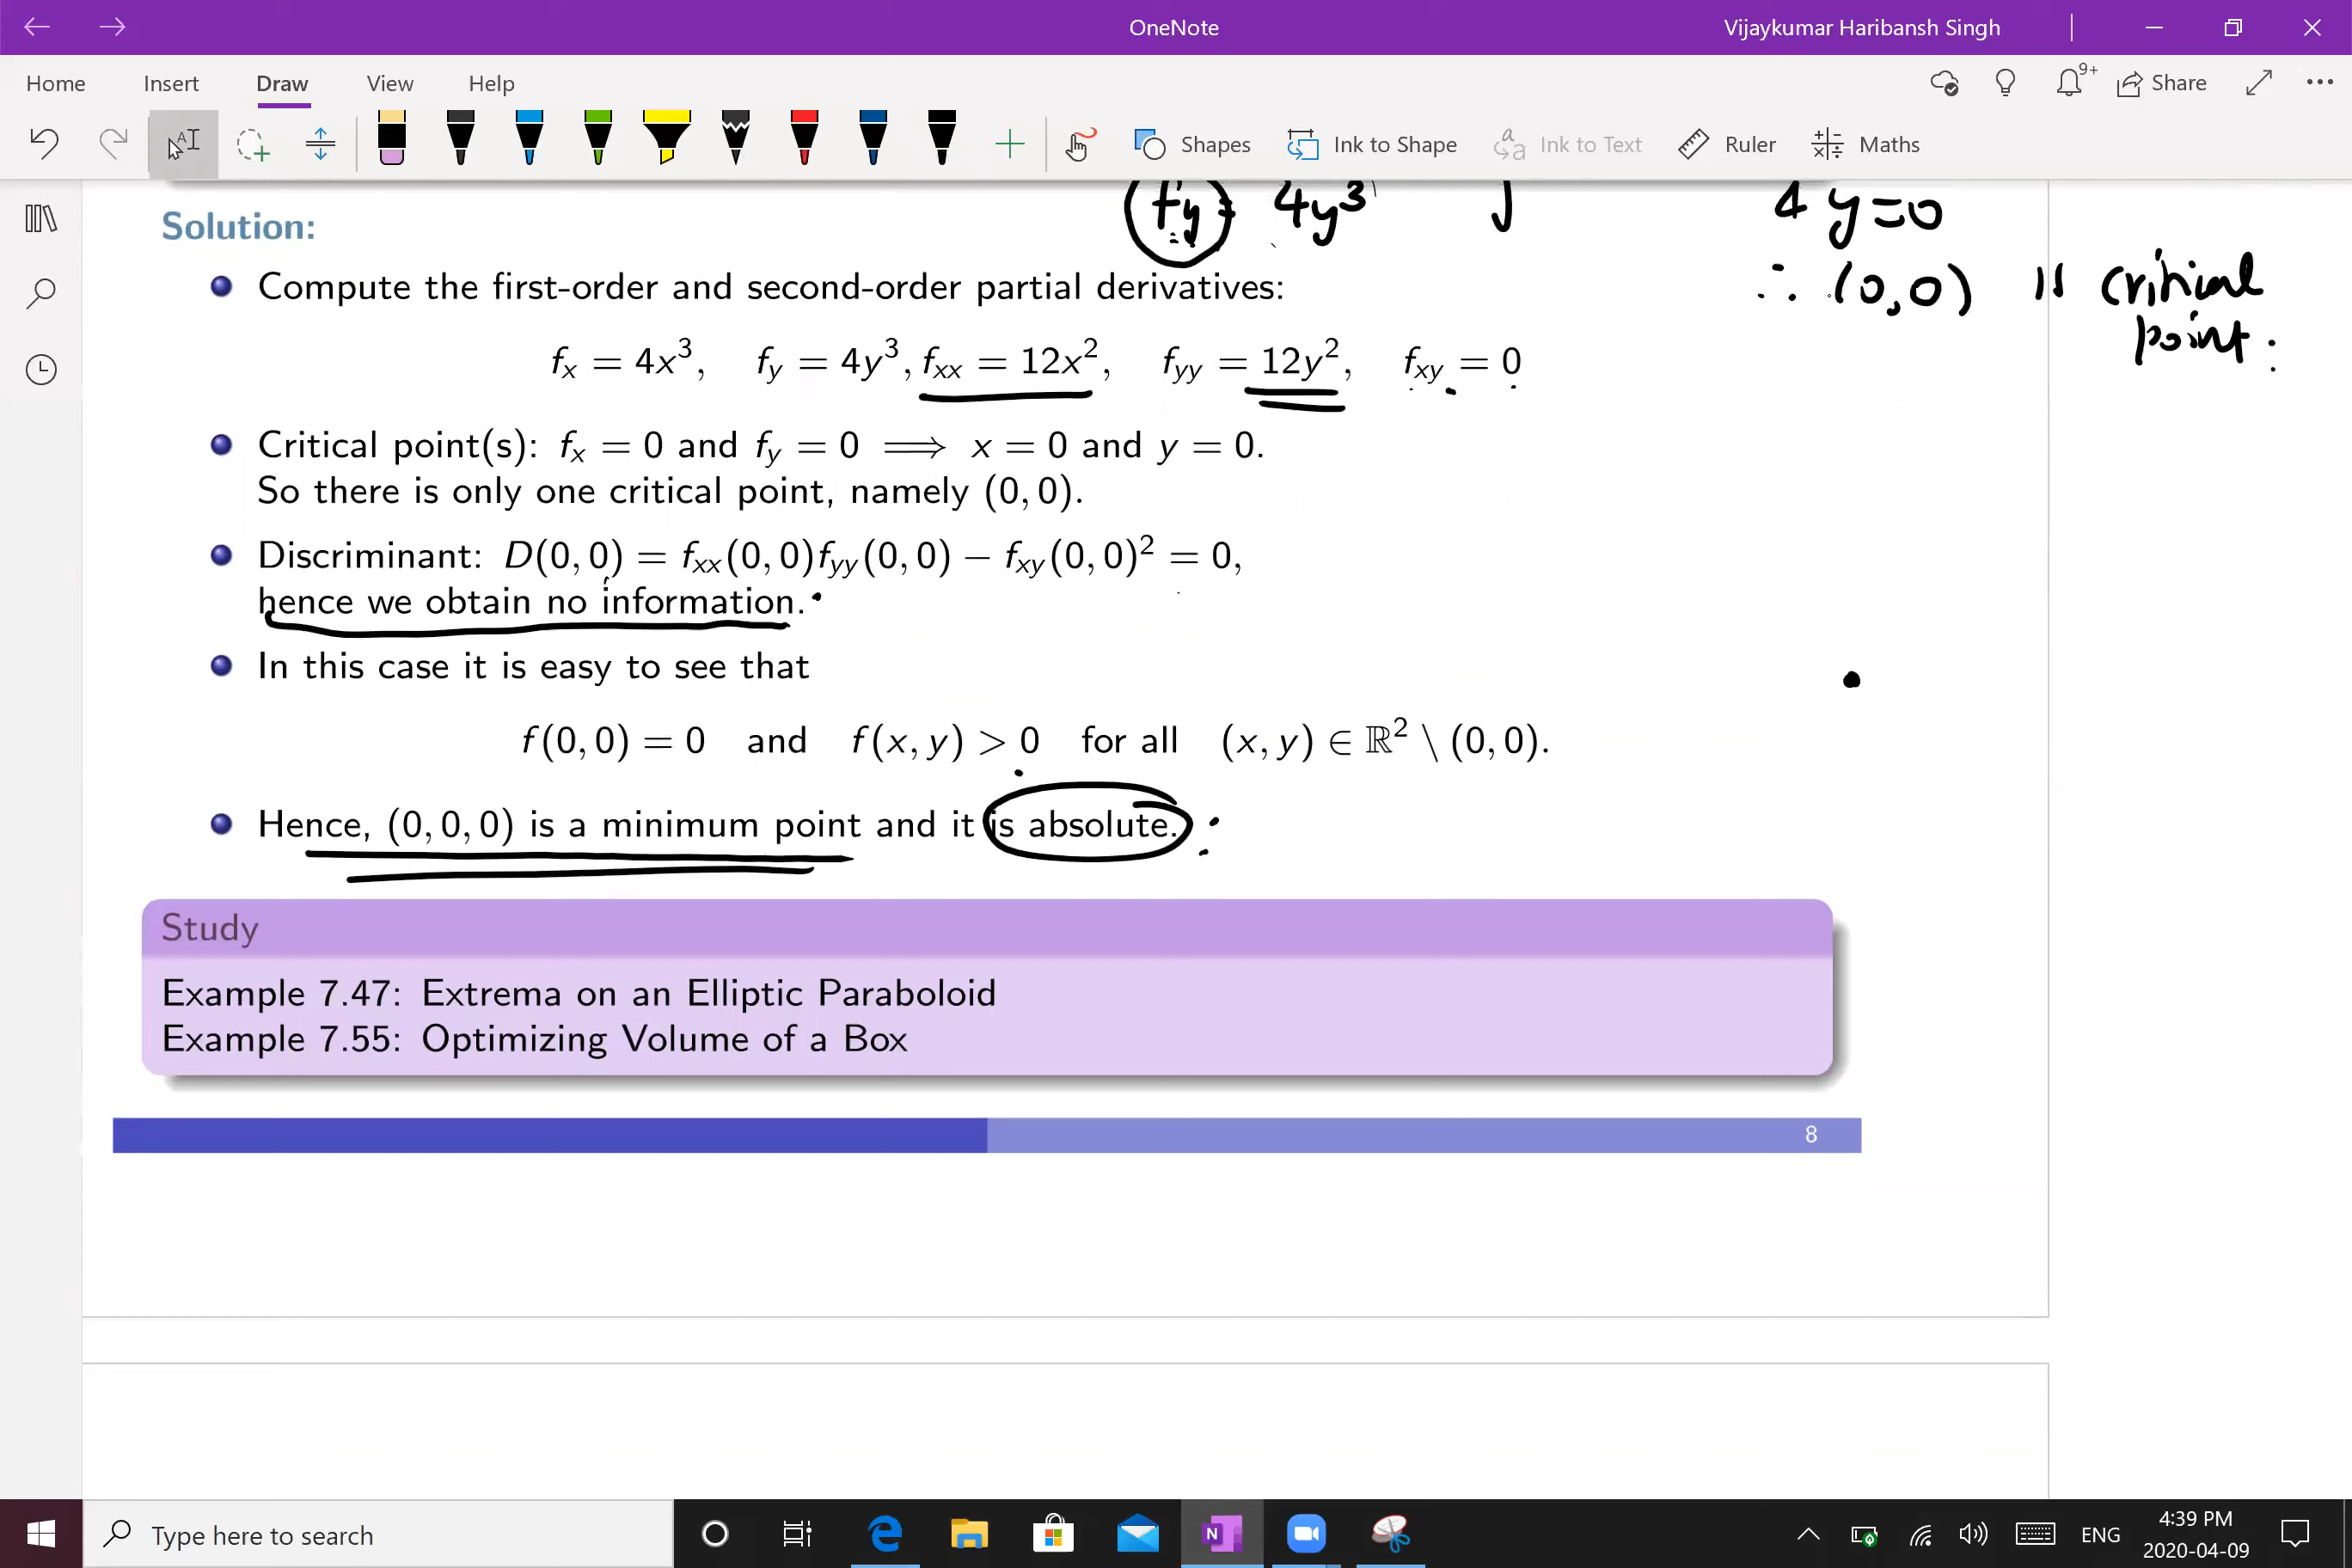 OneNote
Vijaykumar Haribansh Singh
Home Insert Draw View Help
9+ Share
Shapes Ink to Shape Ink to Text Ruler Maths
fy = 4y³
y=0
Solution:
∴ (0,0) is critical
point.
Compute the first-order and second-order partial derivatives:
fₓ = 4x³, f_y = 4y³, fₓₓ = 12x², f_yy = 12y², f_xy = 0
Critical point(s): fₓ = 0 and f_y = 0 ⟹ x = 0 and y = 0.
So there is only one critical point, namely (0, 0).
Discriminant: D(0, 0) = fₓₓ(0, 0)f_yy(0, 0) − f_xy(0, 0)² = 0,
hence we obtain no information.
In this case it is easy to see that
f(0, 0) = 0 and f(x, y) > 0 for all (x, y) ∈ ℝ² \ (0, 0).
Hence, (0, 0, 0) is a minimum point and it is absolute.
Study
Example 7.47: Extrema on an Elliptic Paraboloid
Example 7.55: Optimizing Volume of a Box
8
Type here to search
ENG
4:39 PM
2020-04-09